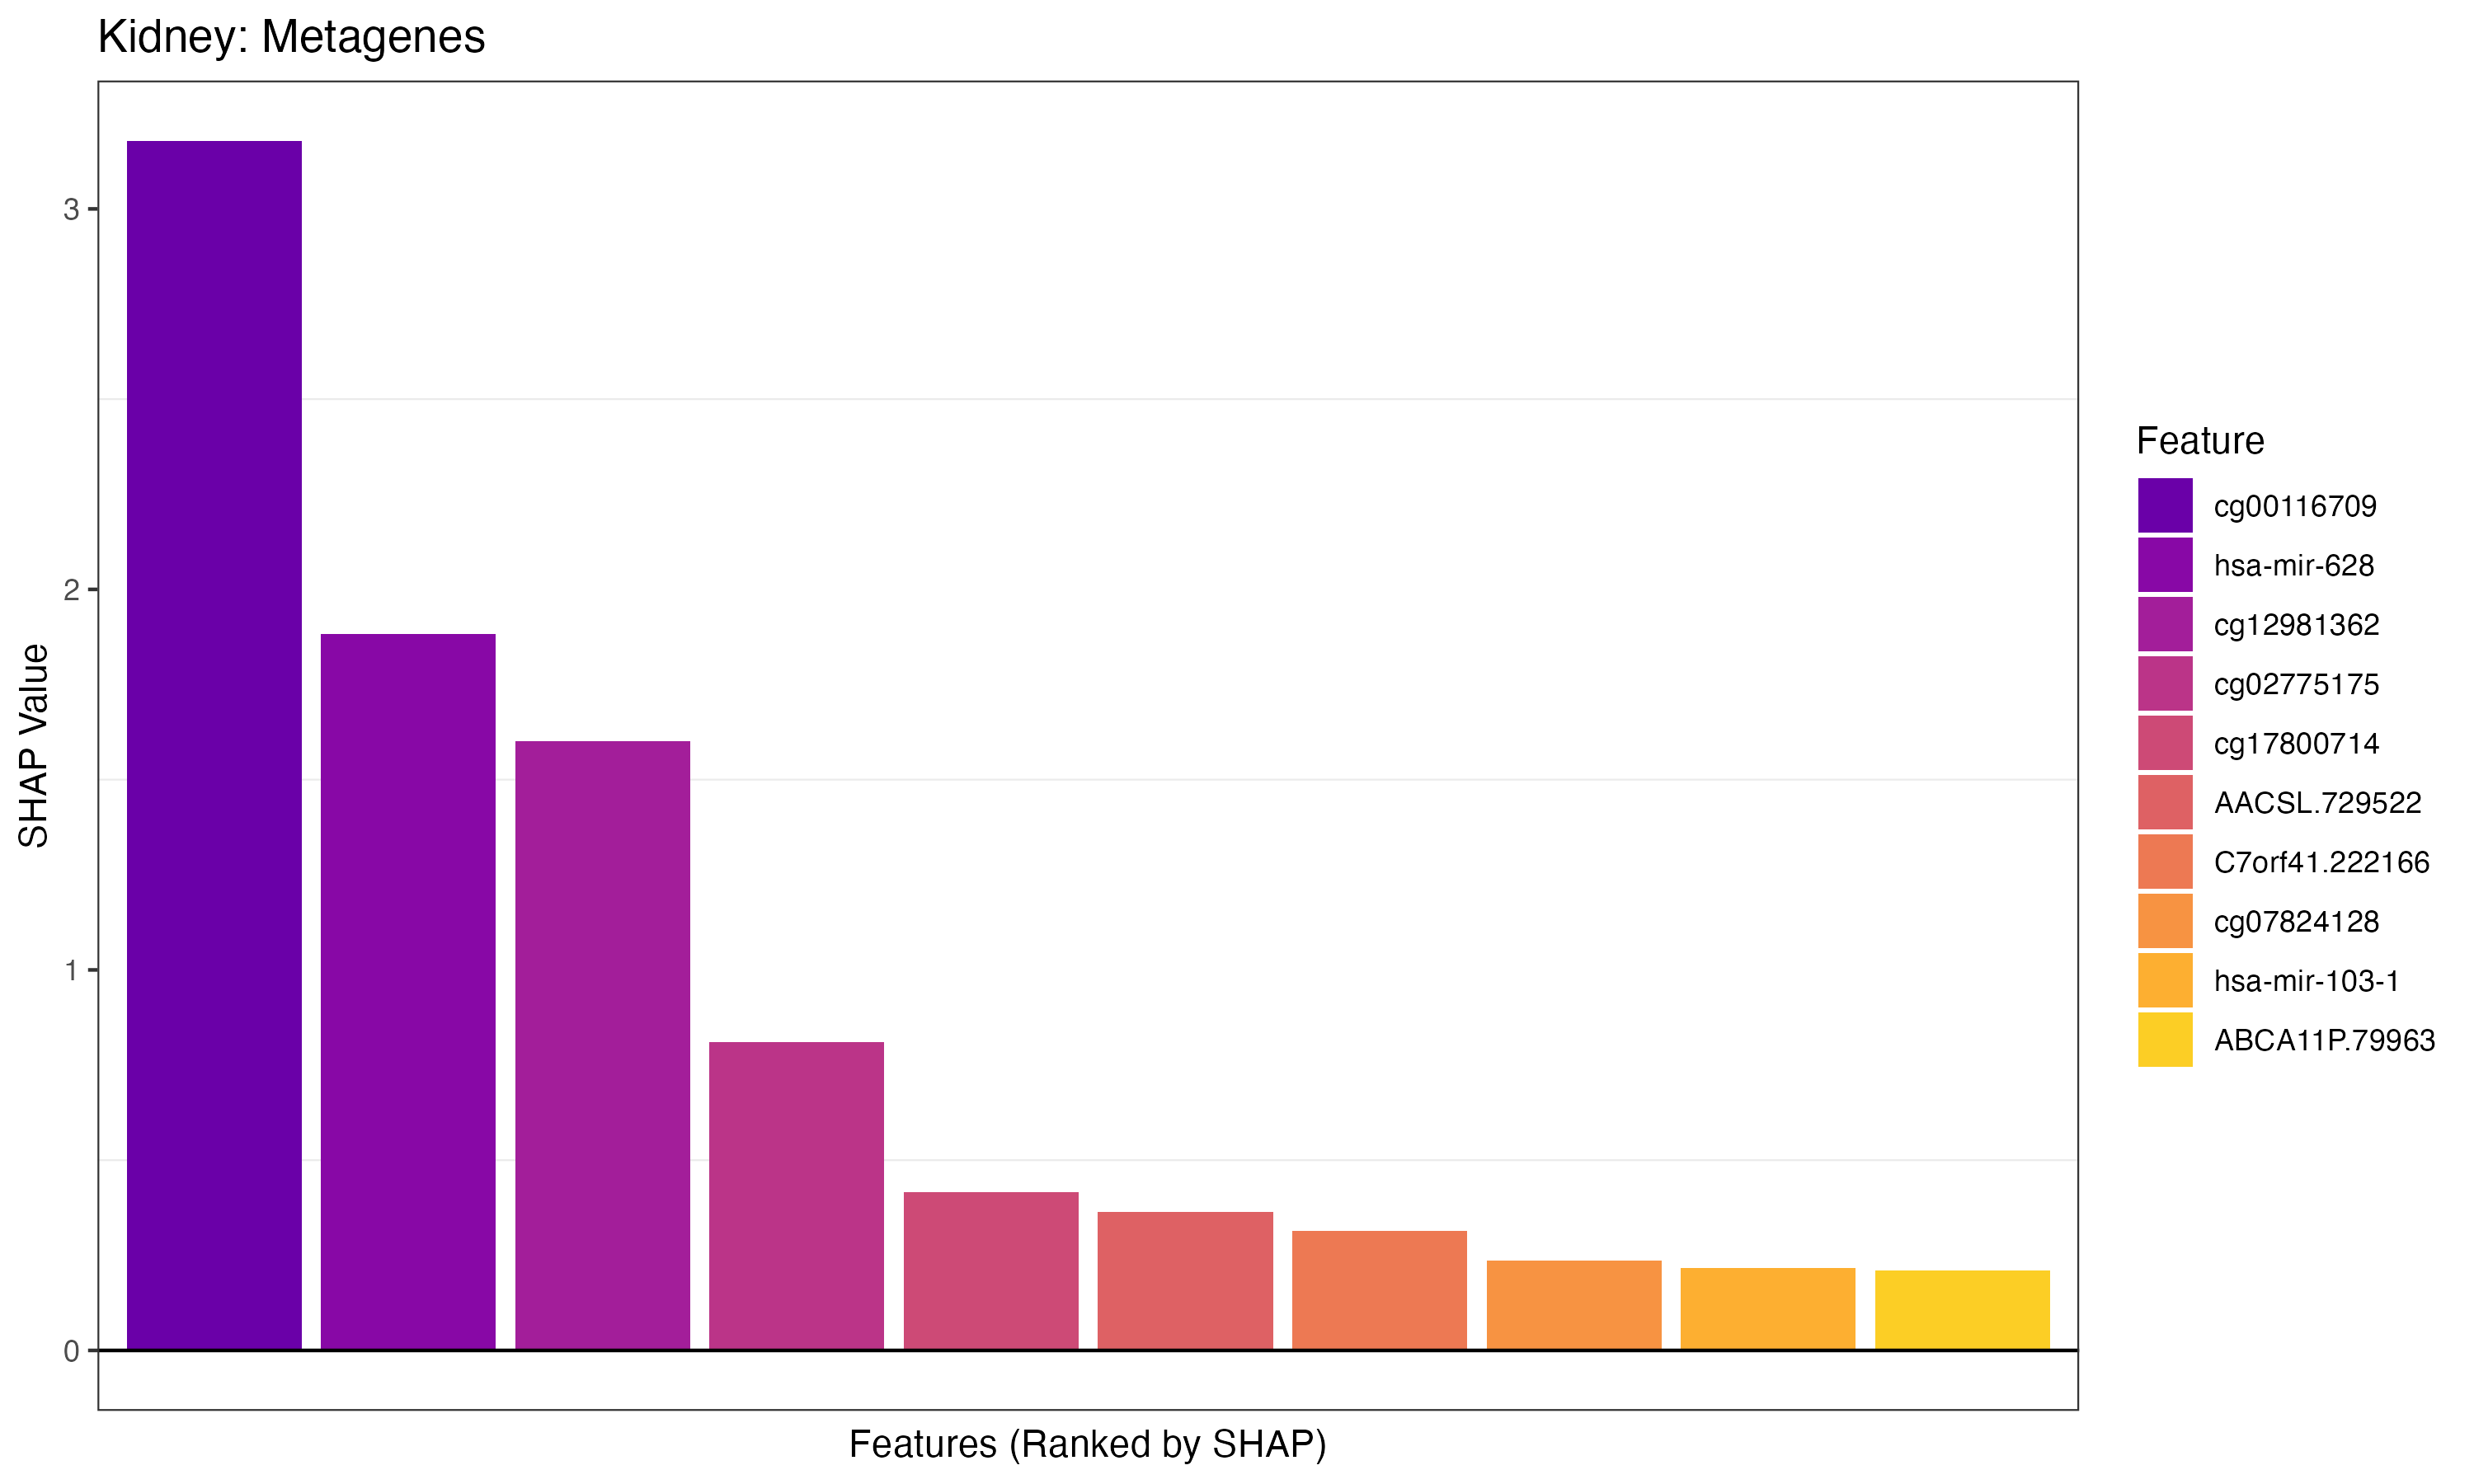 Kidney: Metagenes
SHAP Value
3
2
1
0
Features (Ranked by SHAP)
Feature
cg00116709
hsa-mir-628
cg12981362
cg02775175
cg17800714
AACSL.729522
C7orf41.222166
cg07824128
hsa-mir-103-1
ABCA11P.79963